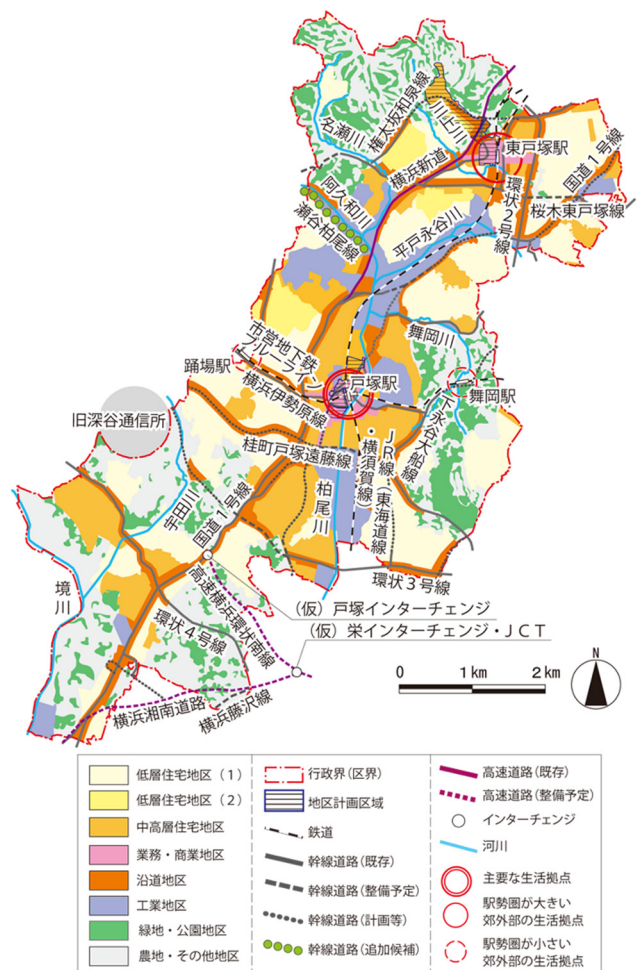 名瀬川
権太坂和泉線
川上川
東戸塚駅
国道1号線
横浜新道
環状2号線
桜木東戸塚線
阿久和川
瀬谷柏尾線
平戸永谷川
舞岡川
市営地下鉄
ブルーライン
踊場駅
戸塚駅
舞岡駅
横浜伊勢原線
旧深谷通信所
桂町戸塚遠藤線
永谷大船線
JR線(東海道線
・横須賀線)
宇田川
国道1号線
柏尾川
環状3号線
境川
(仮)戸塚インターチェンジ
高速横浜環状南線
(仮)栄インターチェンジ・JCT
環状4号線
横浜湘南道路
横浜藤沢線
0 1km 2km
N
低層住宅地区(1)
低層住宅地区(2)
中高層住宅地区
業務・商業地区
沿道地区
工業地区
緑地・公園地区
農地・その他地区
行政界(区界)
地区計画区域
鉄道
幹線道路(既存)
幹線道路(整備予定)
幹線道路(計画等)
幹線道路(追加候補)
高速道路(既存)
高速道路(整備予定)
インターチェンジ
河川
主要な生活拠点
駅勢圏が大きい
郊外部の生活拠点
駅勢圏が小さい
郊外部の生活拠点